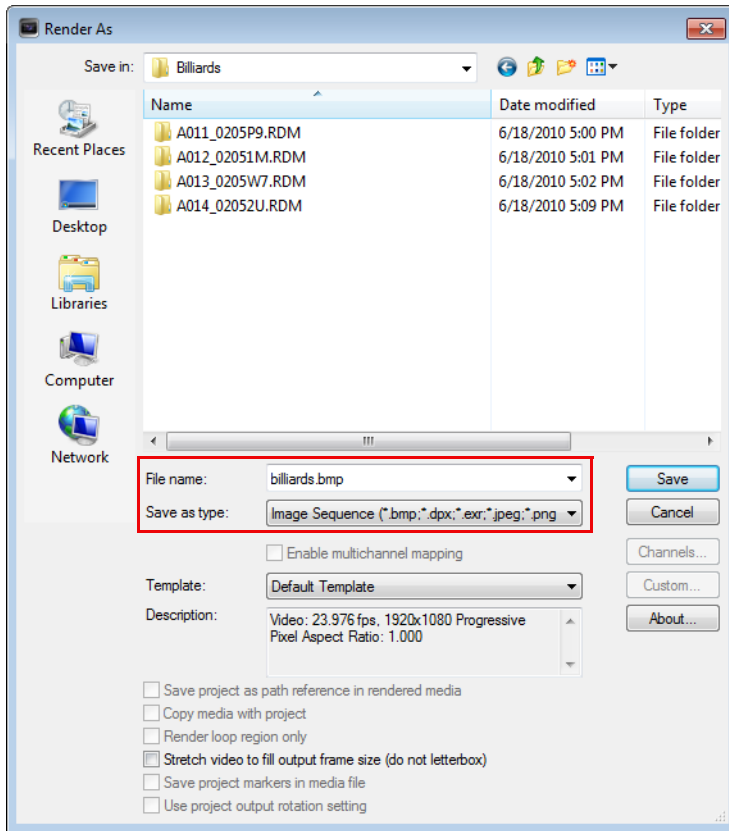 Render As
Save in: Billiards
Name Date modified Type
A011_0205P9.RDM 6/18/2010 5:00 PM File folder
A012_02051M.RDM 6/18/2010 5:01 PM File folder
A013_0205W7.RDM 6/18/2010 5:02 PM File folder
A014_02052U.RDM 6/18/2010 5:09 PM File folder
Recent Places
Desktop
Libraries
Computer
Network
File name: billiards.bmp Save
Save as type: Image Sequence (*.bmp;*.dpx;*.exr;*.jpeg;*.png Cancel
Enable multichannel mapping Channels...
Template: Default Template Custom...
Description: Video: 23.976 fps, 1920x1080 Progressive About...
Pixel Aspect Ratio: 1.000
Save project as path reference in rendered media
Copy media with project
Render loop region only
Stretch video to fill output frame size (do not letterbox)
Save project markers in media file
Use project output rotation setting